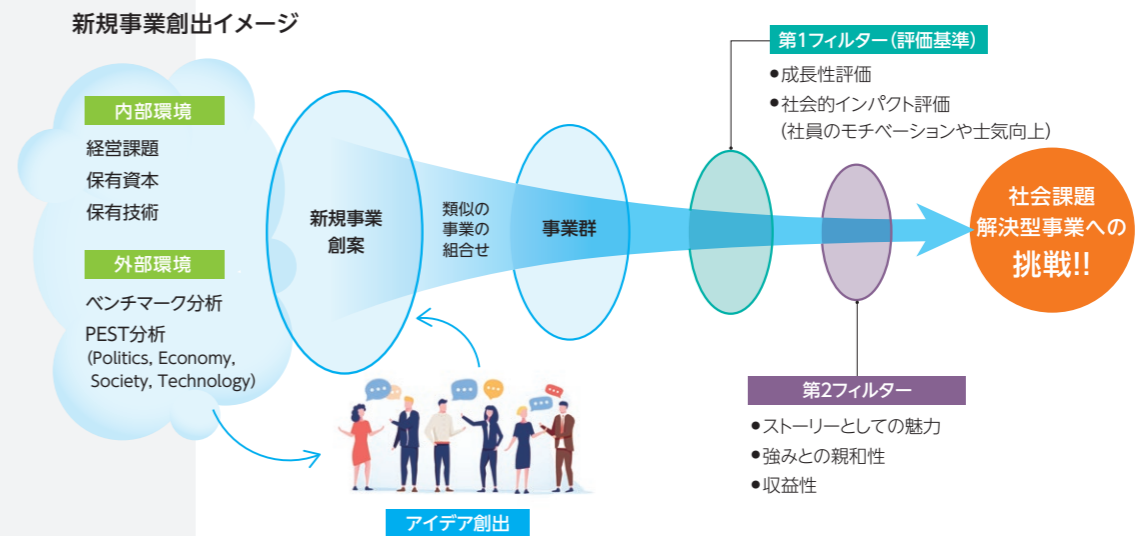 新規事業創出イメージ
内部環境
経営課題
保有資本
保有技術
外部環境
ベンチマーク分析
PEST分析
(Politics, Economy,
Society, Technology)
アイデア創出
新規事業
創案
類似の
事業の
組合せ
事業群
第1フィルター(評価基準)
●成長性評価
●社会的インパクト評価
(社員のモチベーションや士気向上)
第2フィルター
●ストーリーとしての魅力
●強みとの親和性
●収益性
社会課題
解決型事業への
挑戦!!